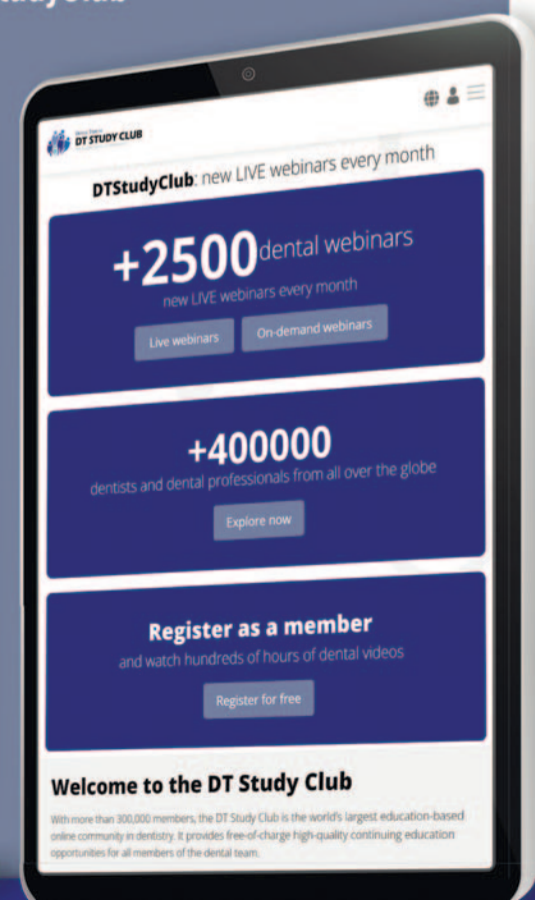 DT STUDY CLUB
DTStudyClub: new LIVE webinars every month
+2500 dental webinars
new LIVE webinars every month
Live webinars
On-demand webinars
+400000
dentists and dental professionals from all over the globe
Explore now
Register as a member
and watch hundreds of hours of dental videos
Register for free
Welcome to the DT Study Club
With more than 300,000 members, the DT Study Club is the world's largest education-based
online community in dentistry. It provides free-of-charge high-quality continuing education
opportunities for all members of the dental team.